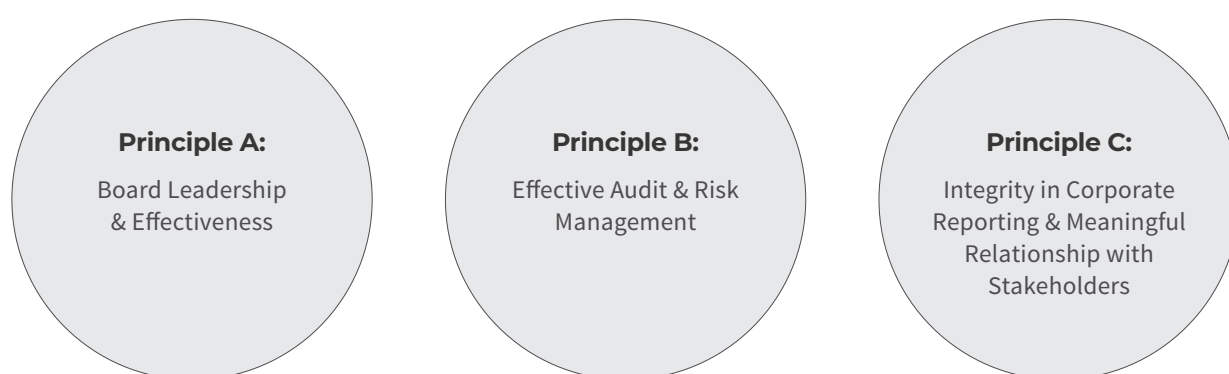 Principle A:
Board Leadership
& Effectiveness
Principle B:
Effective Audit & Risk
Management
Principle C:
Integrity in Corporate
Reporting & Meaningful
Relationship with
Stakeholders